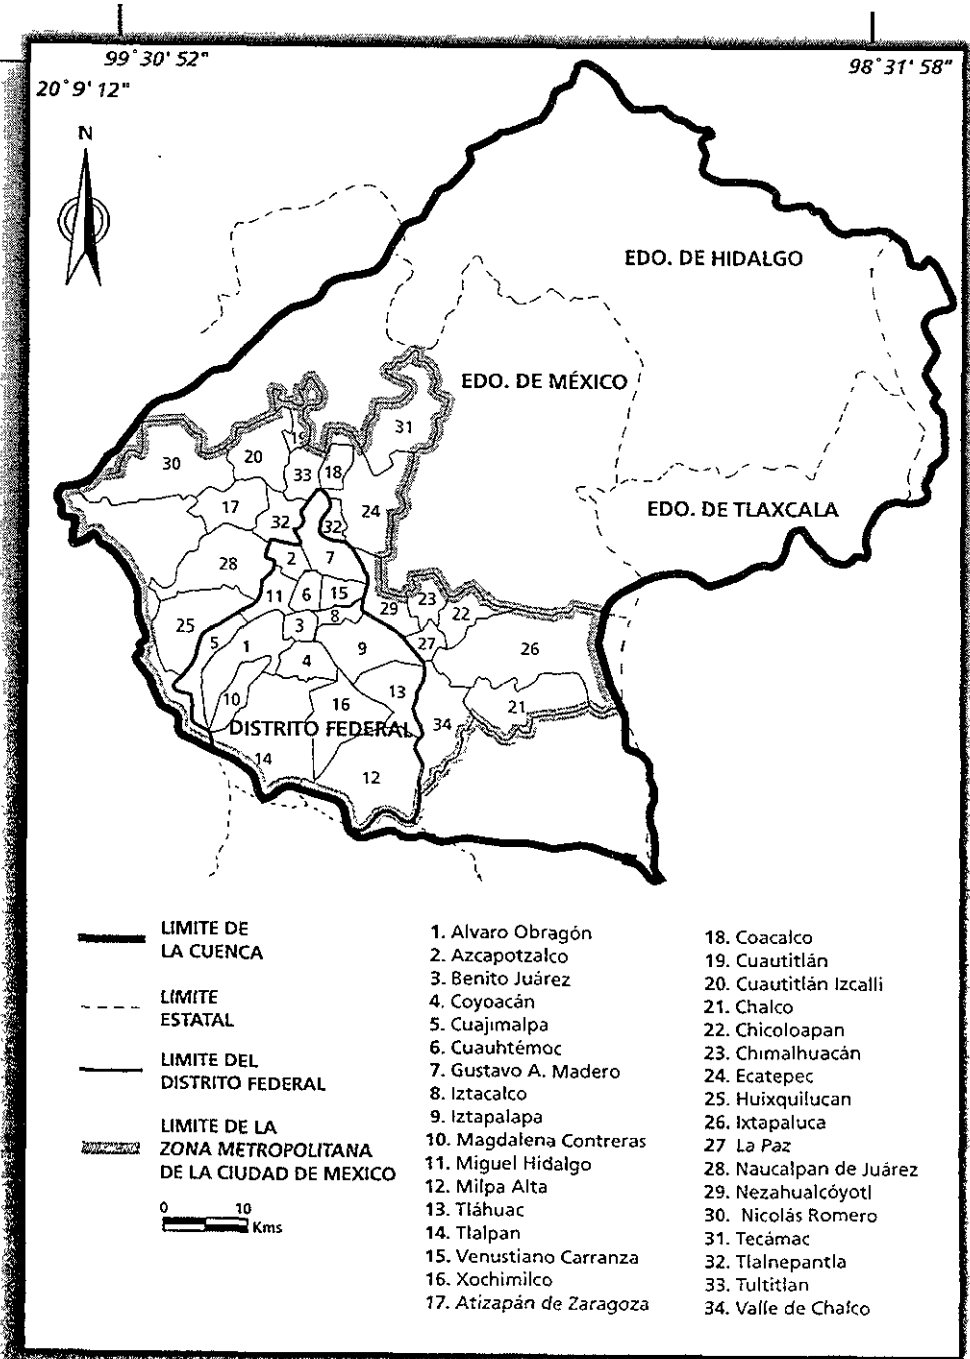 99°30'52"
98°31'58"
20°9'12"
N
EDO. DE HIDALGO
EDO. DE MÉXICO
31
19
30
20
33
18
17
24
EDO. DE TLAXCALA
32
32
2
7
28
11
6
15
29
23
8
22
25
3
5
1
9
27
26
4
10
16
13
21
34
DISTRITO FEDERAL
14
12
LIMITE DE
LA CUENCA
LIMITE
ESTATAL
LIMITE DEL
DISTRITO FEDERAL
LIMITE DE LA
ZONA METROPOLITANA
DE LA CIUDAD DE MEXICO
0 10
Kms
1. Alvaro Obragón
2. Azcapotzalco
3. Benito Juárez
4. Coyoacán
5. Cuajimalpa
6. Cuauhtémoc
7. Gustavo A. Madero
8. Iztacalco
9. Iztapalapa
10. Magdalena Contreras
11. Miguel Hidalgo
12. Milpa Alta
13. Tláhuac
14. Tlalpan
15. Venustiano Carranza
16. Xochimilco
17. Atizapán de Zaragoza
18. Coacalco
19. Cuautitlán
20. Cuautitlán Izcalli
21. Chalco
22. Chicoloapan
23. Chimalhuacán
24. Ecatepec
25. Huixquilucan
26. Ixtapaluca
27 La Paz
28. Naucalpan de Juárez
29. Nezahualcóyotl
30. Nicolás Romero
31. Tecámac
32. Tlalnepantla
33. Tultitlan
34. Valle de Chalco